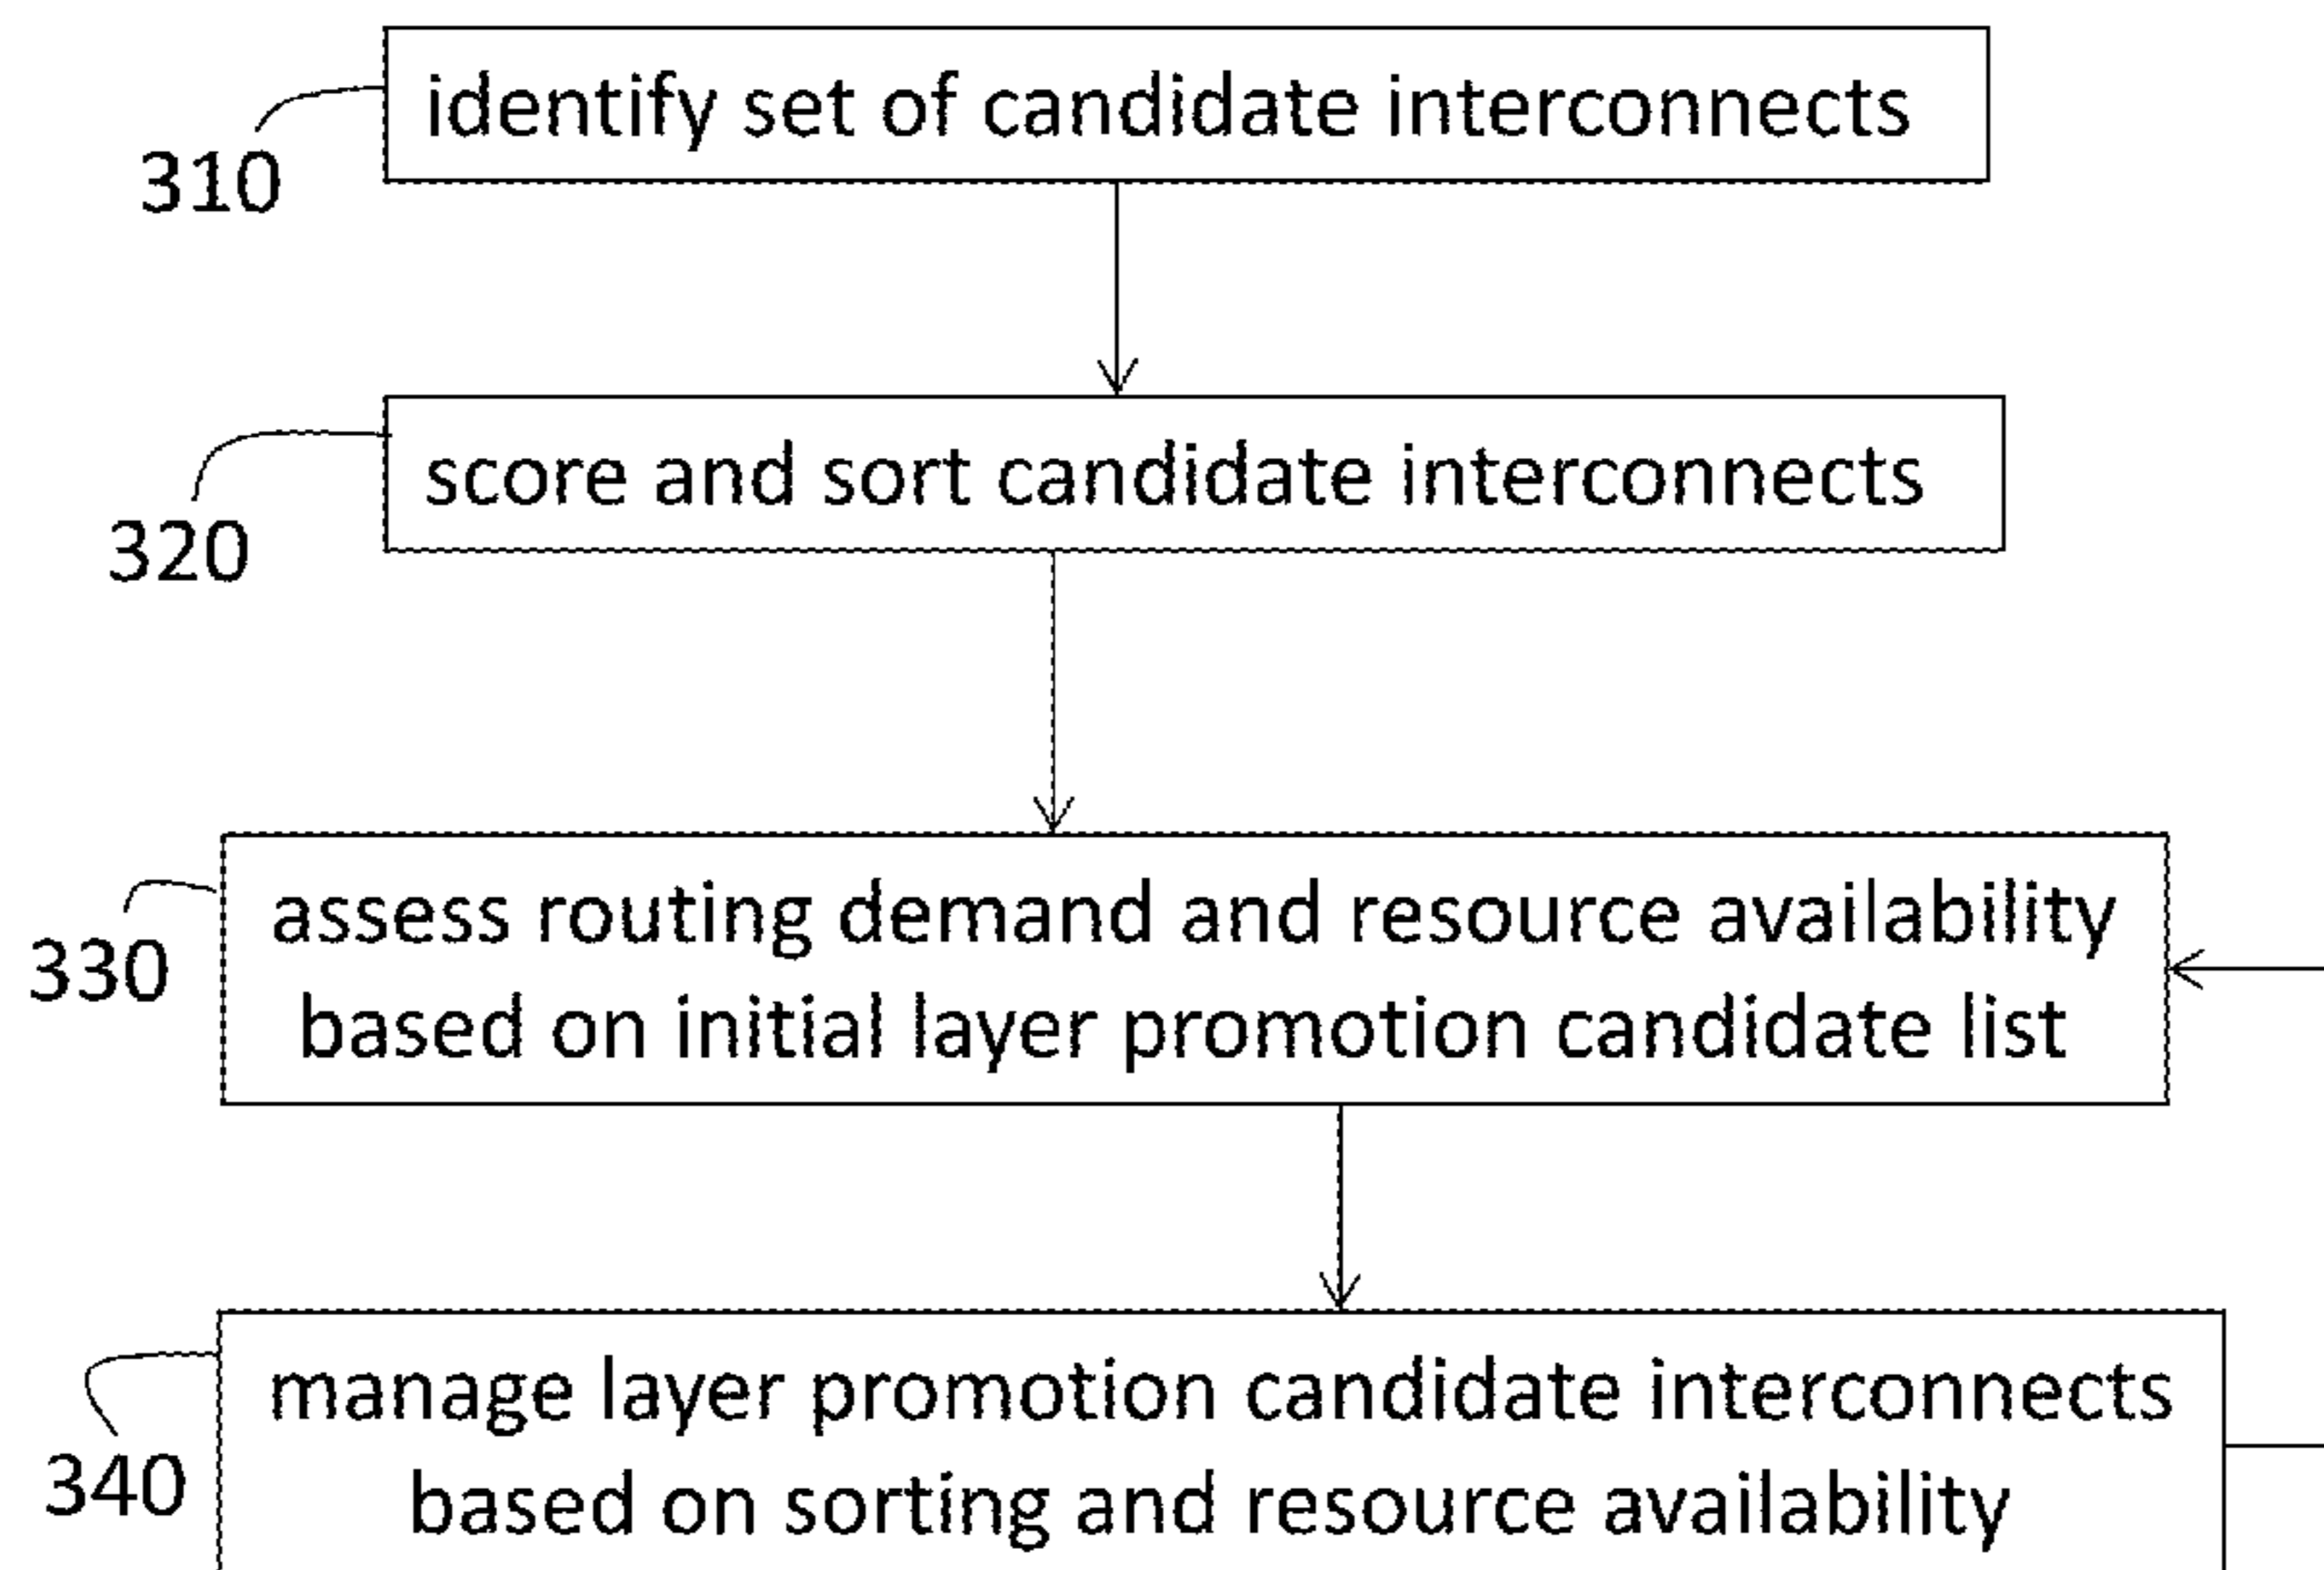 identify set of candidate interconnects
310
score and sort candidate interconnects
320
assess routing demand and resource availability
based on initial layer promotion candidate list
330
manage layer promotion candidate interconnects
based on sorting and resource availability
340